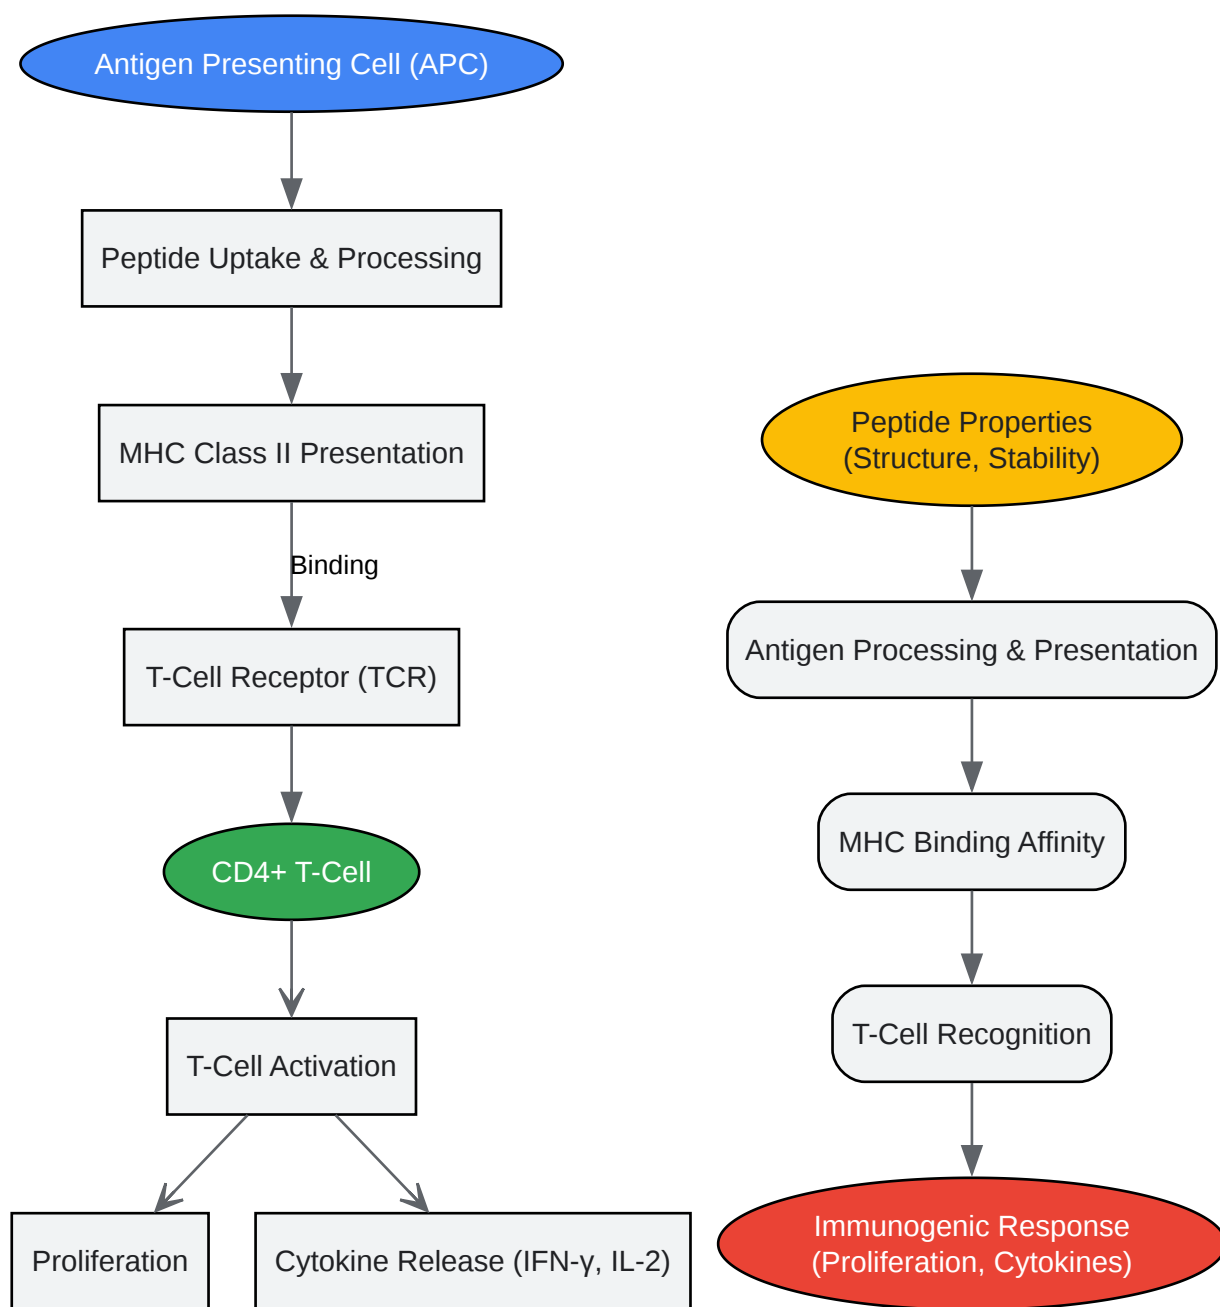 Antigen Presenting Cell (APC)
Peptide Uptake & Processing
MHC Class II Presentation
Binding
T-Cell Receptor (TCR)
CD4+ T-Cell
T-Cell Activation
Proliferation
Cytokine Release (IFN-γ, IL-2)
Peptide Properties
(Structure, Stability)
Antigen Processing & Presentation
MHC Binding Affinity
T-Cell Recognition
Immunogenic Response
(Proliferation, Cytokines)